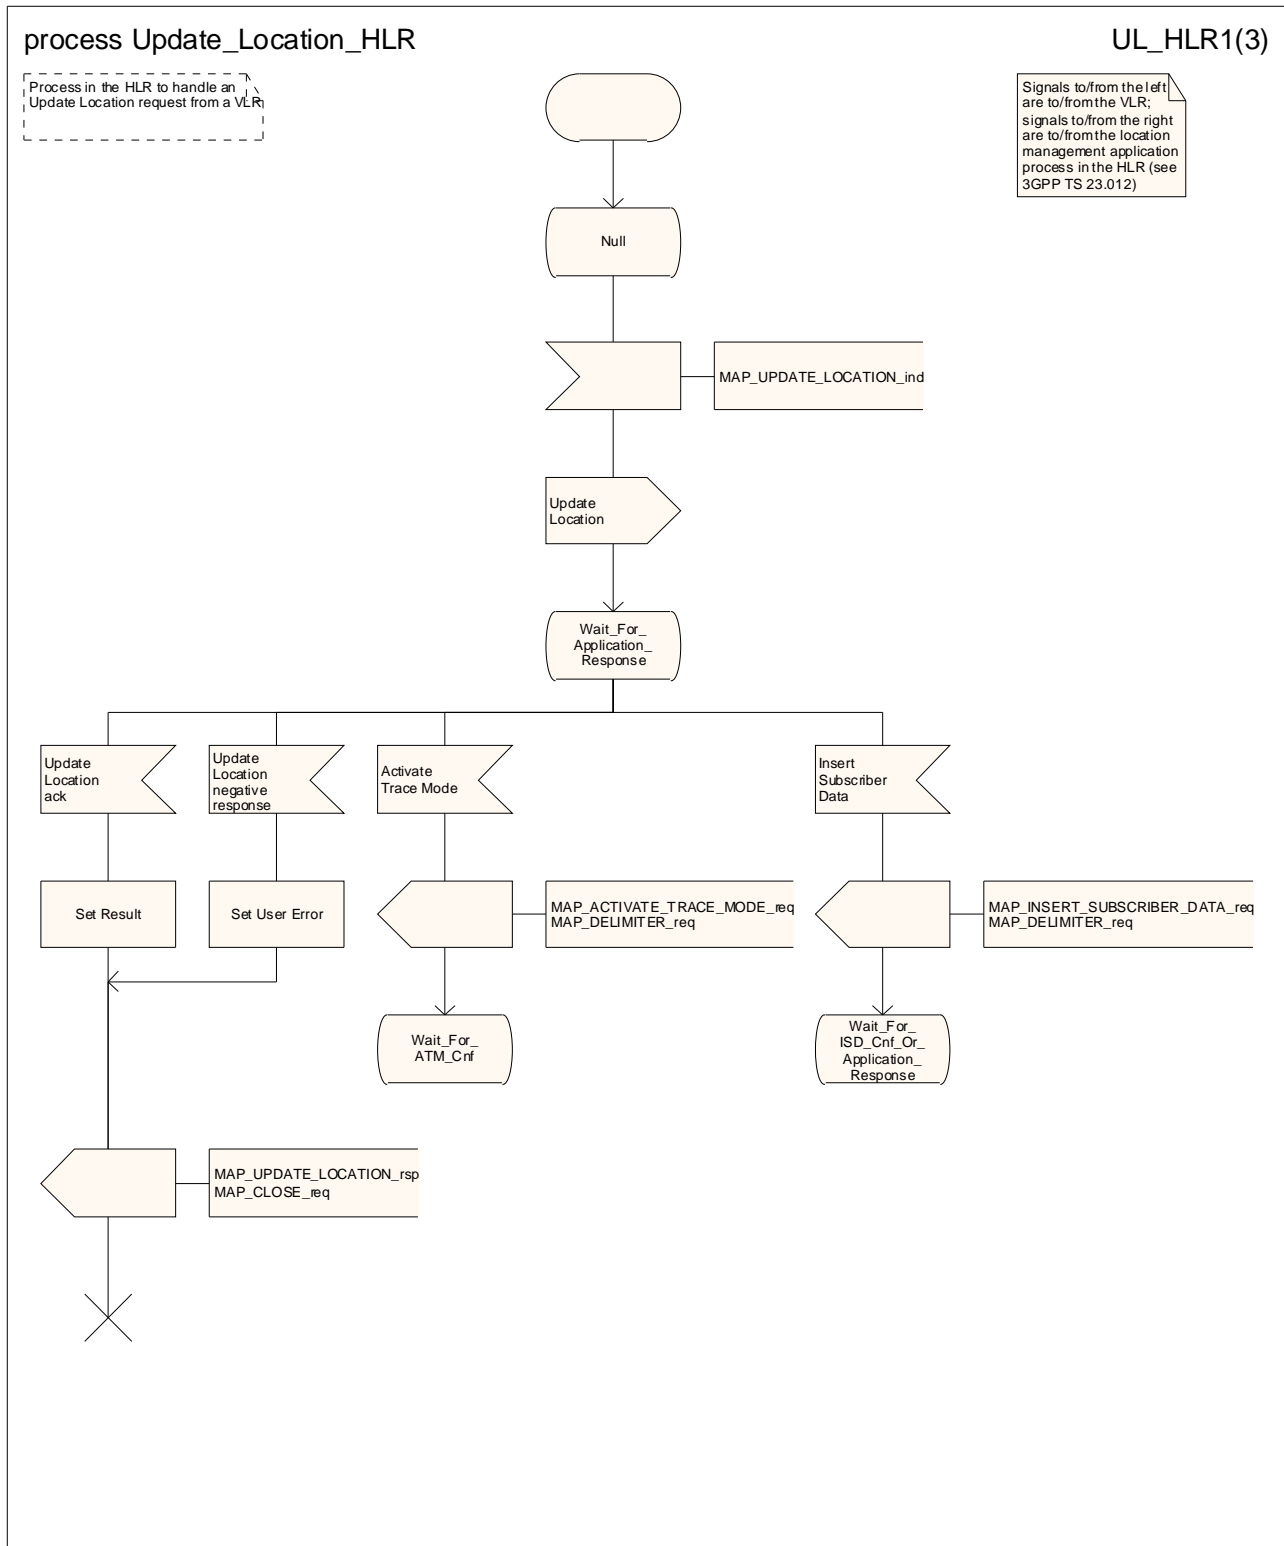 process Update_Location_HLR
UL_HLR1(3)
Process in the HLR to handle an
Update Location request from a VLR
Signals to/from the left
are to/from the VLR;
signals to/from the right
are to/from the location
management application
process in the HLR (see
3GPP TS 23.012)
Null
MAP_UPDATE_LOCATION_ind
Update
Location
Wait_For_
Application_
Response
Update
Location
ack
Update
Location
negative
response
Activate
Trace Mode
Insert
Subscriber
Data
Set Result
Set User Error
MAP_ACTIVATE_TRACE_MODE_req
MAP_DELIMITER_req
MAP_INSERT_SUBSCRIBER_DATA_req
MAP_DELIMITER_req
Wait_For_
ATM_Cnf
Wait_For_
ISD_Cnf_Or_
Application_
Response
MAP_UPDATE_LOCATION_rsp
MAP_CLOSE_req